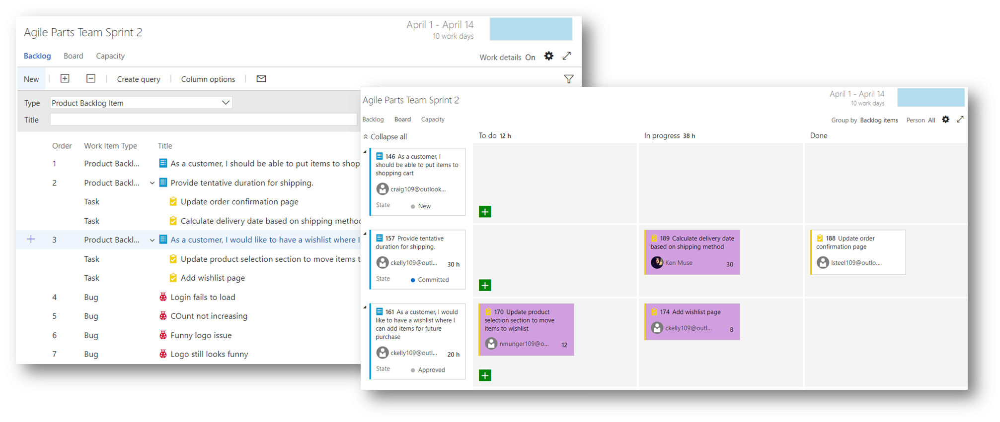 Agile Parts Team Sprint 2
April 1 - April 14
10 work days
Backlog Board Capacity
Work details On
New Create query Column options
Type Product Backlog Item
Title
Order Work Item Type Title
1 Product Backl... As a customer, I should be able to put items to shop
2 Product Backl... Provide tentative duration for shipping.
Task Update order confirmation page
Task Calculate delivery date based on shipping method
3 Product Backl... As a customer, I would like to have a wishlist where I
Task Update product selection section to move items t
Task Add wishlist page
4 Bug Login fails to load
5 Bug COunt not increasing
6 Bug Funny logo issue
7 Bug Logo still looks funny
Agile Parts Team Sprint 2
April 1 - April 14
10 work days
Backlog Board Capacity
Group by Backlog items Person All
Collapse all
To do 12 h
In progress 38 h
Done
146 As a customer, I
should be able to put items to
shopping cart
craig109@outlook...
State New
157 Provide tentative
duration for shipping.
ckelly109@outl... 30 h
State Committed
189 Calculate delivery date
based on shipping method
Ken Muse 30
188 Update order
confirmation page
lsteel109@outlo...
161 As a customer, I would
like to have a wishlist where I
can add items for future
purchase
ckelly109@outl... 20 h
State Approved
170 Update product
selection section to move
items to wishlist
nmunger109@o... 12
174 Add wishlist page
ckelly109@outl... 8